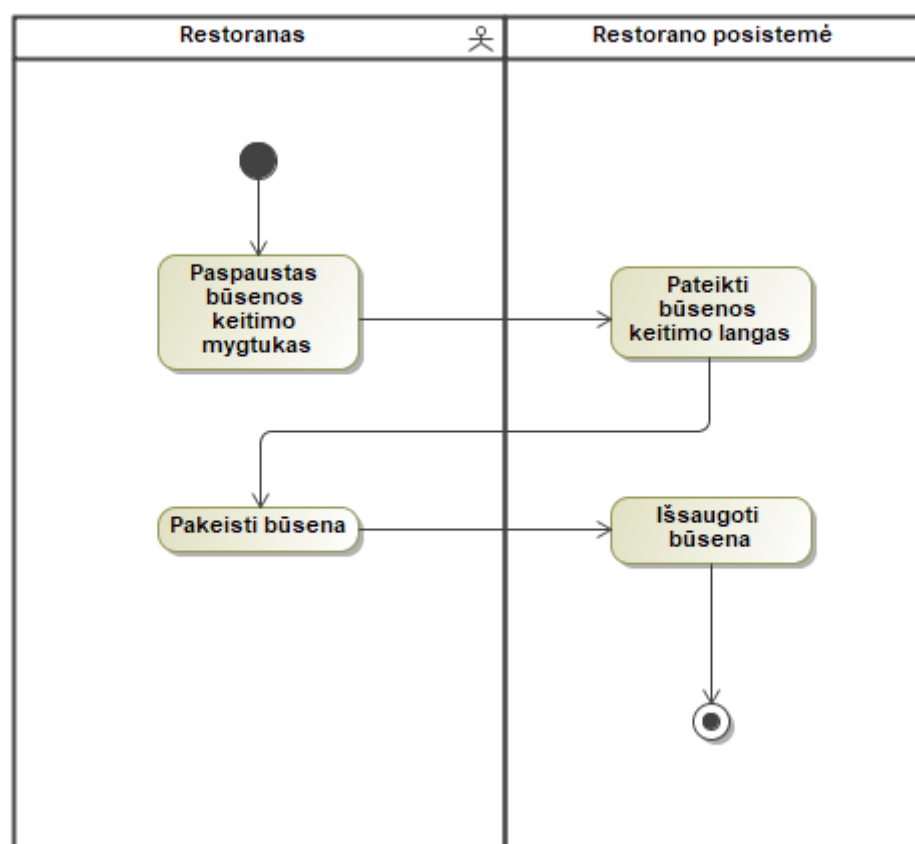 Restoranas
Restorano posistemė
Paspaustas
būsenos
keitimo
mygtukas
Pateikti
būsenos
keitimo langas
Pakeisti būsena
Išsaugoti
būsena